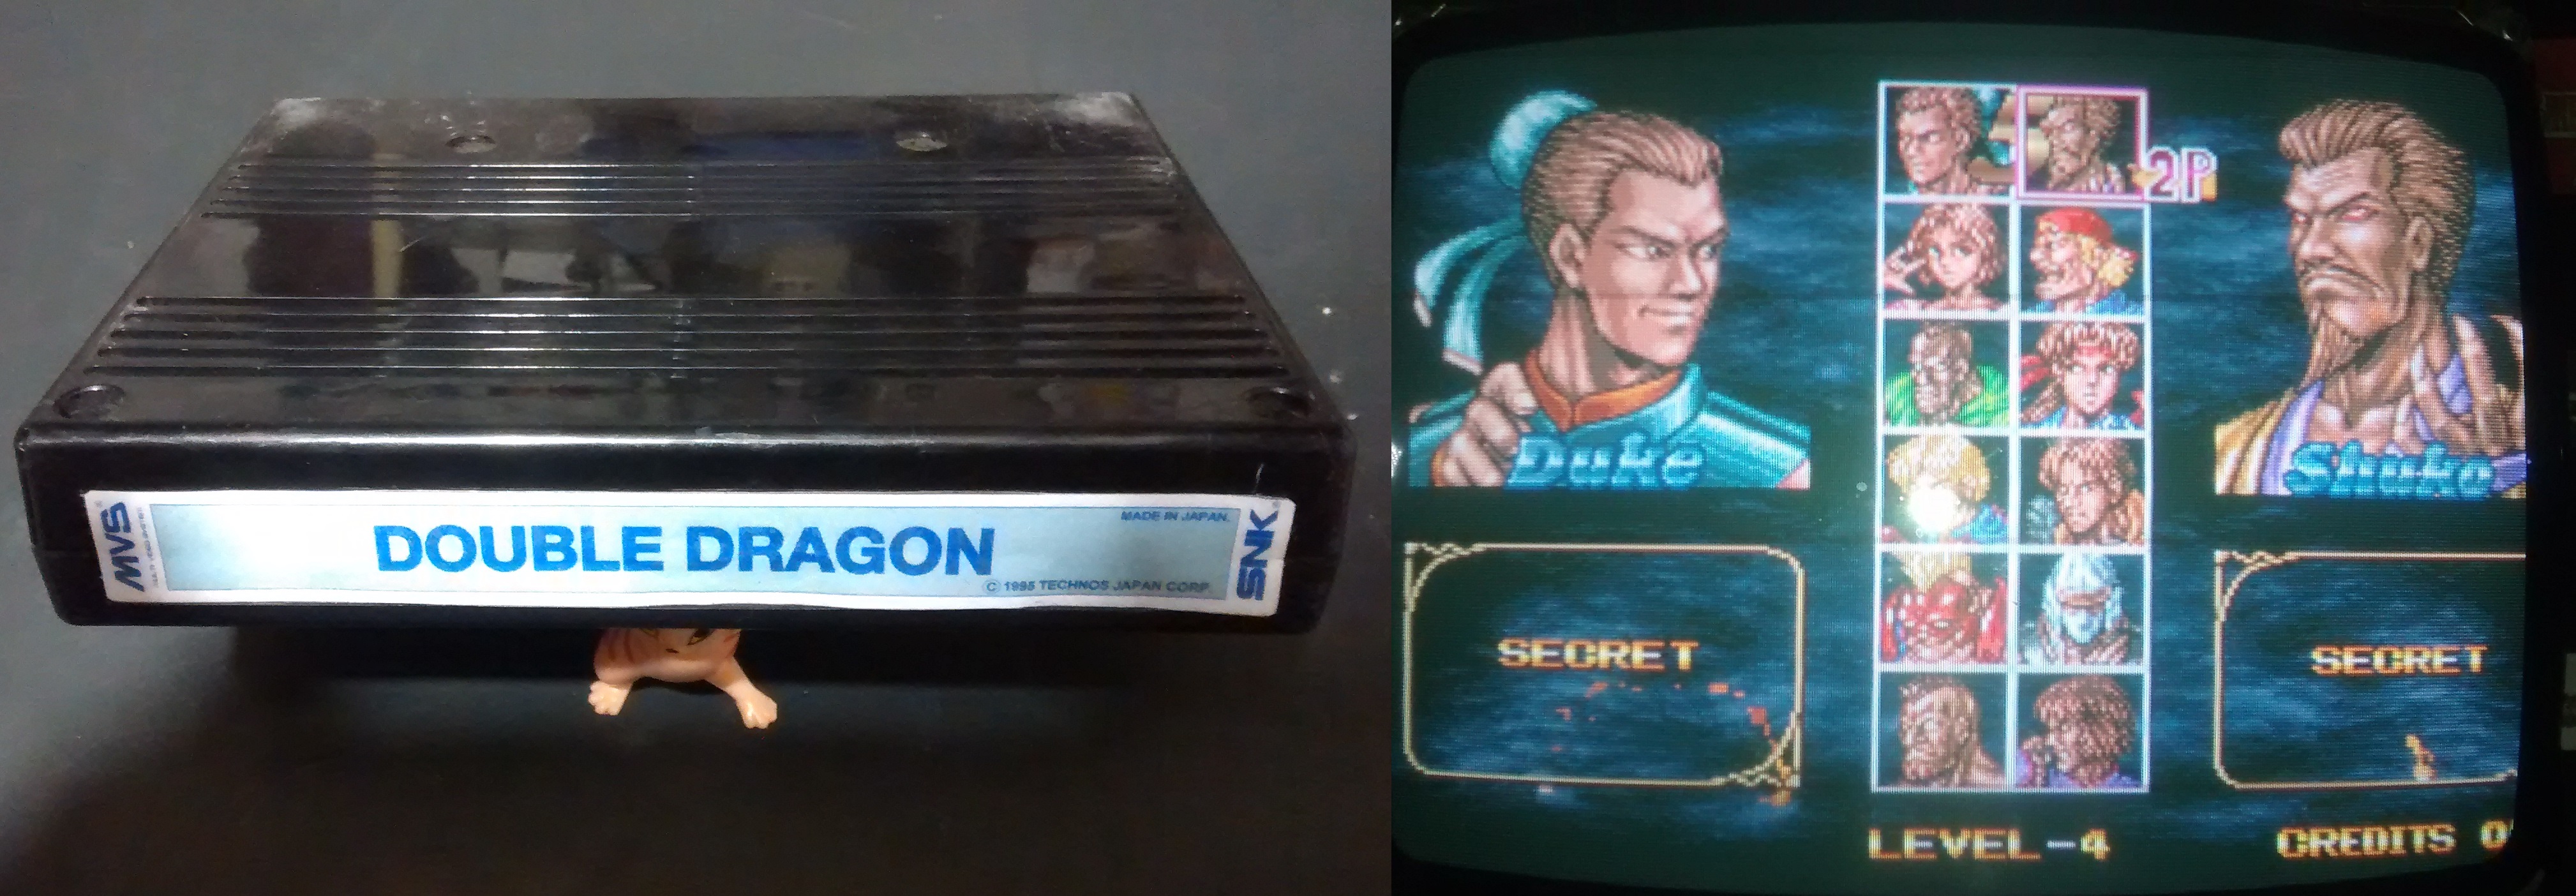 MVS
DOUBLE DRAGON
MADE IN JAPAN.
© 1995 TECHNOS JAPAN CORP.
SNK
2P
Duke
Shuko
SECRET
SECRET
LEVEL-4
CREDITS 0